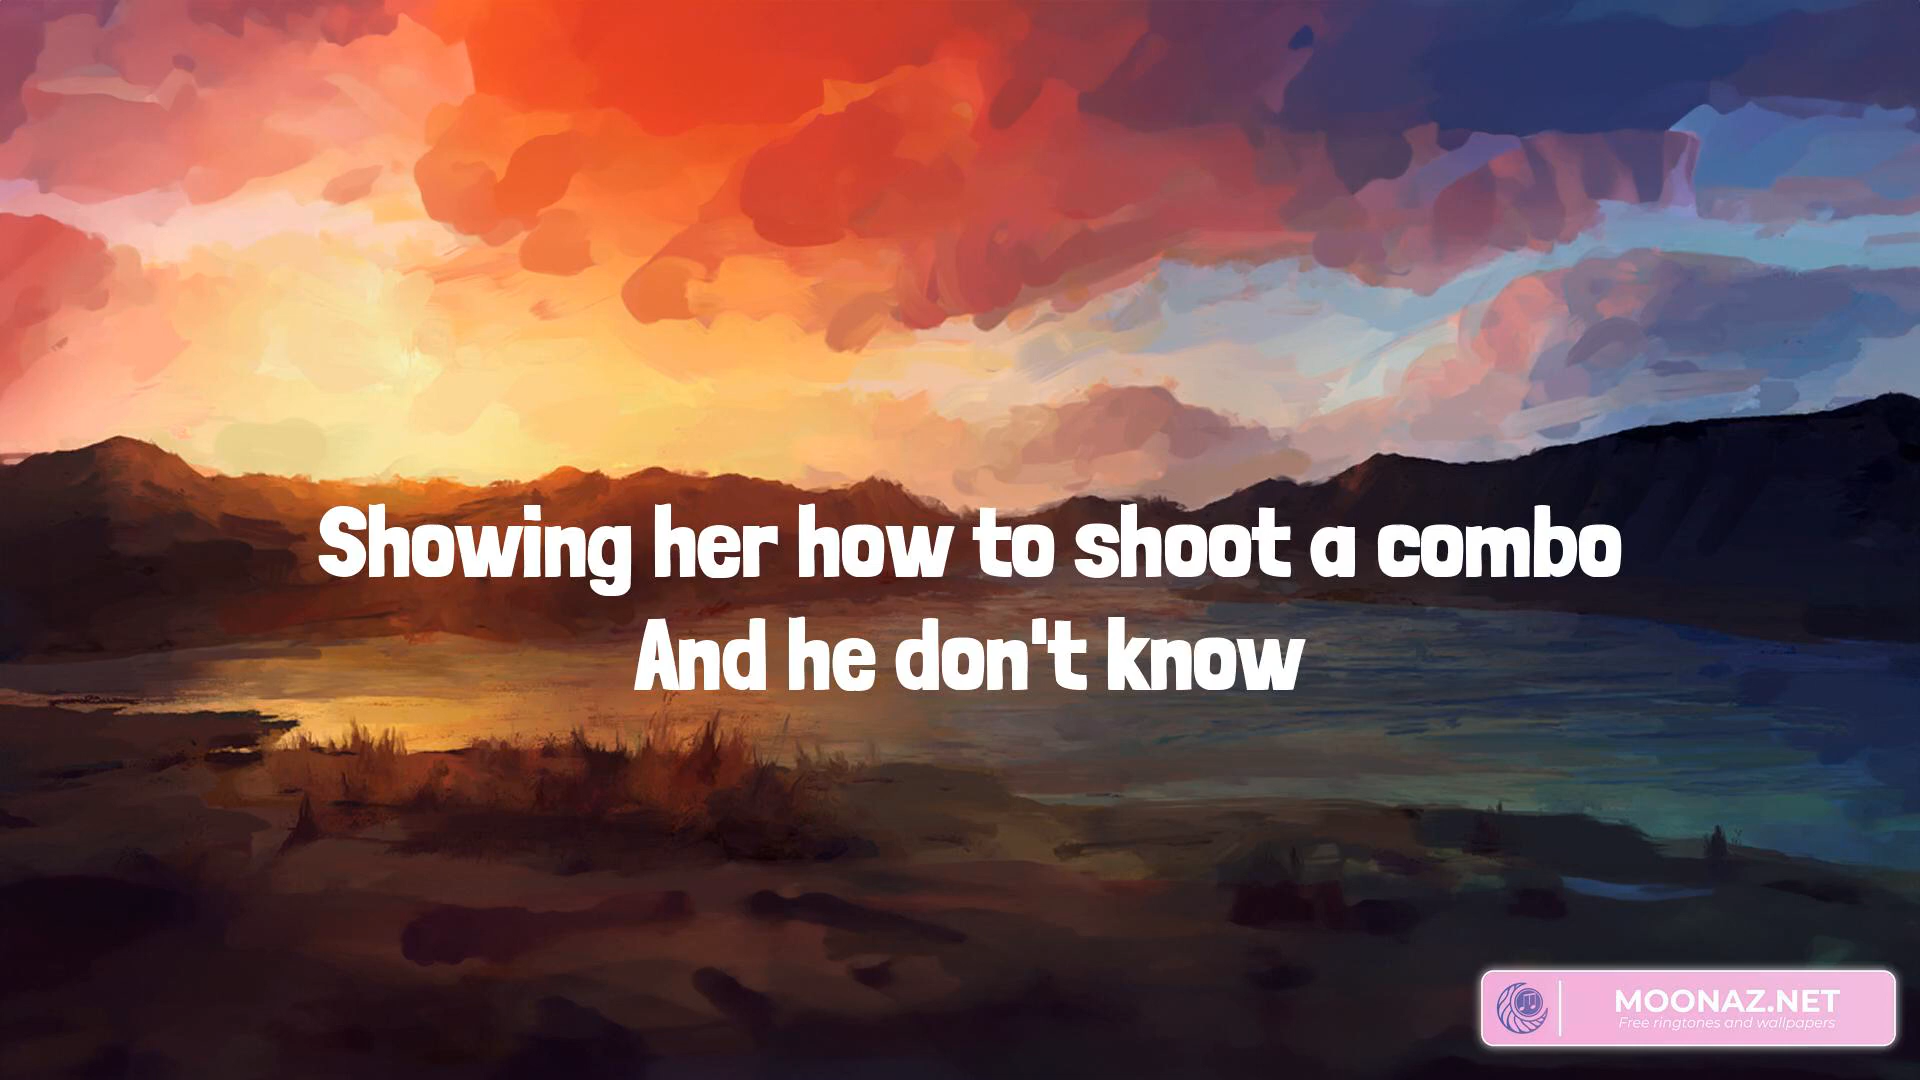 Showing her how to shoot a combo
And he don't know
MOONAZ.NET
Free ringtones and wallpapers